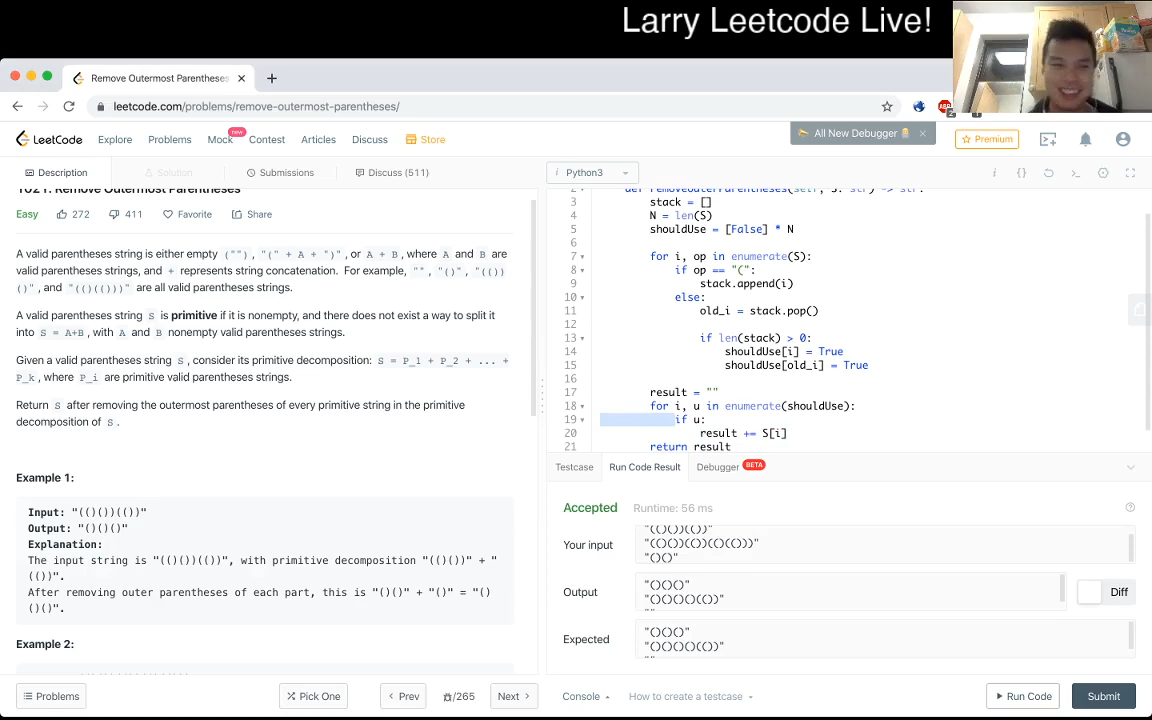 Larry Leetcode Live!
Remove Outermost Parentheses
leetcode.com/problems/remove-outermost-parentheses/
LeetCode
Explore
Problems
Mock
new
Contest
Articles
Discuss
Store
All New Debugger
Premium
Description
Solution
Submissions
Discuss (511)
Python3
1021. Remove Outermost Parentheses
Easy
272
411
Favorite
Share
A valid parentheses string is either empty (""), "(" + A + ")", or A + B, where A and B are
valid parentheses strings, and + represents string concatenation. For example, "", "()", "(())
()", and "(()(()))" are all valid parentheses strings.
A valid parentheses string S is primitive if it is nonempty, and there does not exist a way to split it
into S = A+B, with A and B nonempty valid parentheses strings.
Given a valid parentheses string S, consider its primitive decomposition: S = P_1 + P_2 + ... +
P_k, where P_i are primitive valid parentheses strings.
Return S after removing the outermost parentheses of every primitive string in the primitive
decomposition of S.
Example 1:
Input: "(()())(())"
Output: "()()()"
Explanation:
The input string is "(()())(())", with primitive decomposition "(()())" + "
(())".
After removing outer parentheses of each part, this is "()()" + "()" = "()
()()".
Example 2:
2 def removeOuterParentheses(self, S: str) -> str:
3 stack = []
4 N = len(S)
5 shouldUse = [False] * N
6
7 for i, op in enumerate(S):
8 if op == "(":
9 stack.append(i)
10 else:
11 old_i = stack.pop()
12
13 if len(stack) > 0:
14 shouldUse[i] = True
15 shouldUse[old_i] = True
16
17 result = ""
18 for i, u in enumerate(shouldUse):
19 if u:
20 result += S[i]
21 return result
Testcase
Run Code Result
Debugger
BETA
Accepted
Runtime: 56 ms
Your input
"(()())(())"
"(()())(())(()(()))"
"()()"
Output
"()()()"
"()()()()(())"
""
Diff
Expected
"()()()"
"()()()()(())"
""
Problems
Pick One
Prev
/265
Next
Console
How to create a testcase
Run Code
Submit